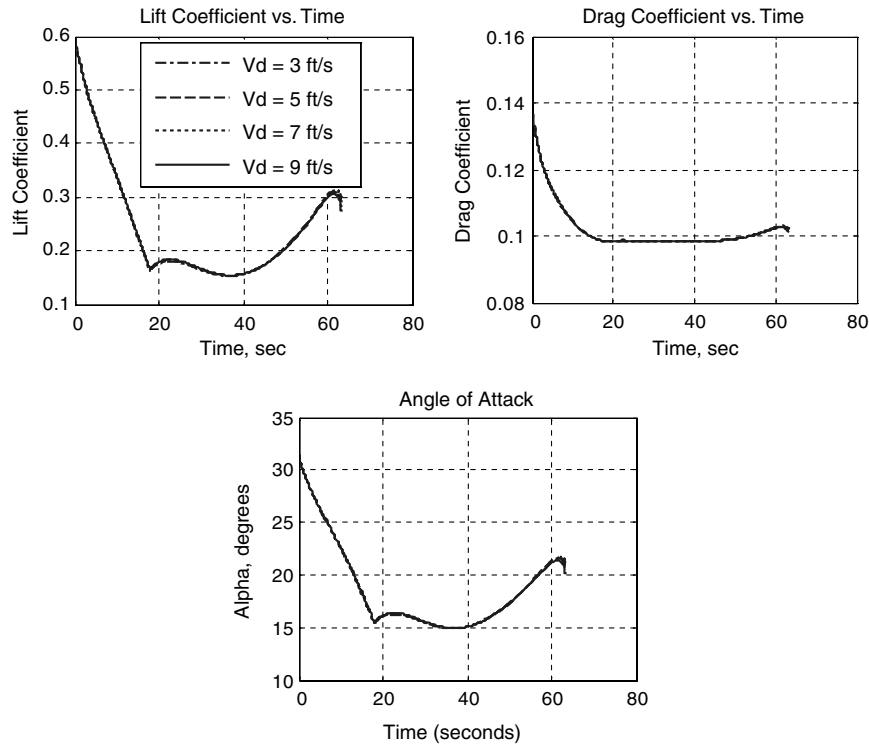 Lift Coefficient vs. Time
0.6
0.5
0.4
0.3
0.2
0.1
Lift Coefficient
Vd = 3 ft/s
Vd = 5 ft/s
Vd = 7 ft/s
Vd = 9 ft/s
0 20 40 60 80
Time, sec
Drag Coefficient vs. Time
0.16
0.14
0.12
0.1
0.08
Drag Coefficient
0 20 40 60 80
Time, sec
Angle of Attack
35
30
25
20
15
10
Alpha, degrees
0 20 40 60 80
Time (seconds)